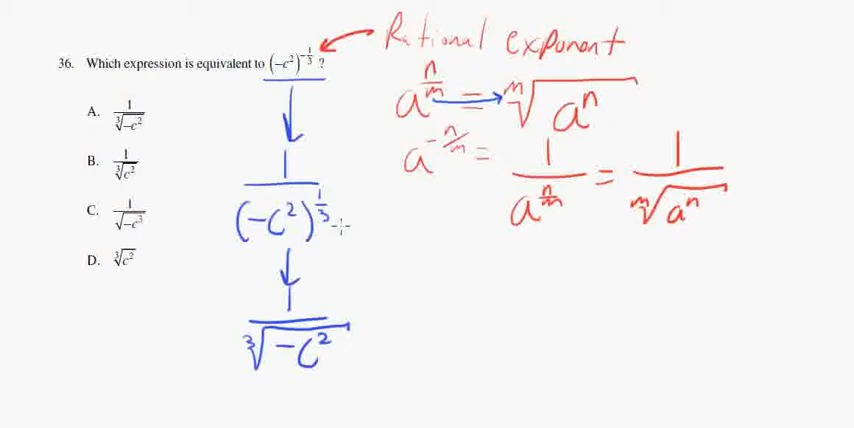 Rational exponent
36. Which expression is equivalent to (−c²)^(−1/3) ?
a^(n/m) = ᵐ√(aⁿ)
a^(−n/m) = 1/a^(n/m) = 1/ᵐ√(aⁿ)
A. 1/∛(−c²)
B. 1/∛(c²)
C. 1/√(−c³)
D. ∛(c²)
1/(−c²)^(1/3)
1/∛(−c²)